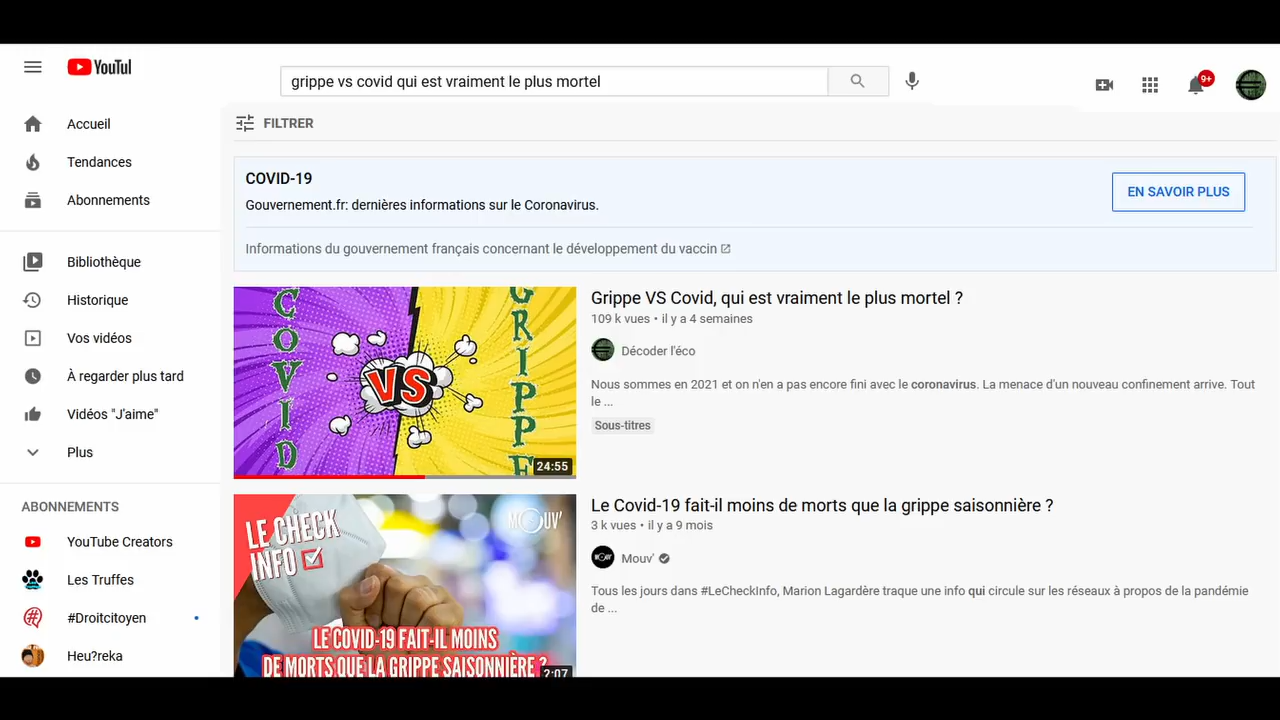 YouTul
grippe vs covid qui est vraiment le plus mortel
9+
Accueil
Tendances
Abonnements
Bibliothèque
Historique
Vos vidéos
À regarder plus tard
Vidéos "J'aime"
Plus
ABONNEMENTS
YouTube Creators
Les Truffes
#Droitcitoyen
Heu?reka
FILTRER
COVID-19
Gouvernement.fr: dernières informations sur le Coronavirus.
EN SAVOIR PLUS
Informations du gouvernement français concernant le développement du vaccin
COVID
VS
GRIPPE
24:55
Grippe VS Covid, qui est vraiment le plus mortel ?
109 k vues • il y a 4 semaines
Décoder l'éco
Nous sommes en 2021 et on n'en a pas encore fini avec le coronavirus. La menace d'un nouveau confinement arrive. Tout
le ...
Sous-titres
LE CHECK
INFO
MOUV'
LE COVID-19 FAIT-IL MOINS
DE MORTS QUE LA GRIPPE SAISONNIÈRE ?
2:07
Le Covid-19 fait-il moins de morts que la grippe saisonnière ?
3 k vues • il y a 9 mois
Mouv'
Tous les jours dans #LeCheckInfo, Marion Lagardère traque une info qui circule sur les réseaux à propos de la pandémie
de ...